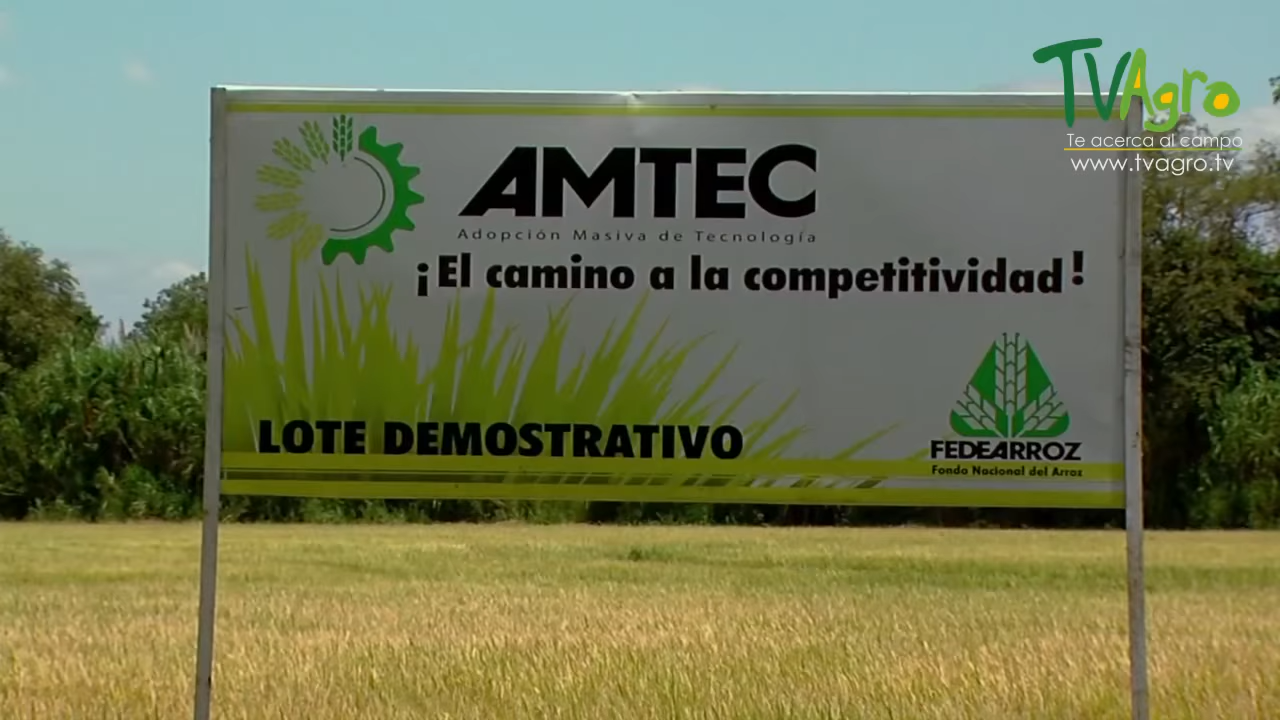 TVAgro
Te acerca al campo
www.tvagro.tv
AMTEC
Adopción Masiva de Tecnología
¡El camino a la competitividad!
LOTE DEMOSTRATIVO
FEDEARROZ
Fondo Nacional del Arroz